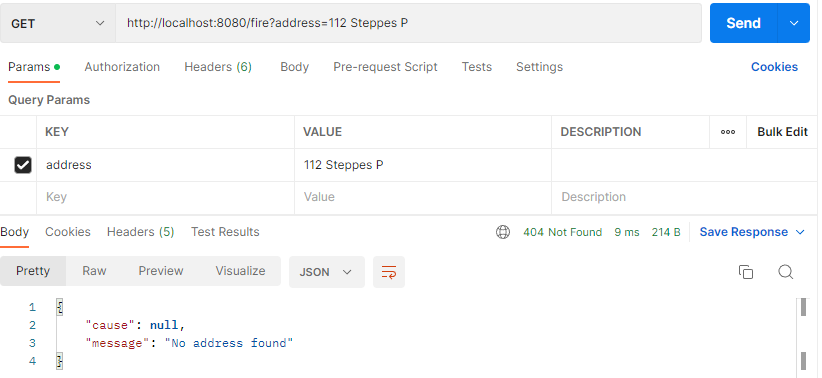 GET http://localhost:8080/fire?address=112 Steppes P Send
Params Authorization Headers (6) Body Pre-request Script Tests Settings Cookies
Query Params
KEY VALUE DESCRIPTION ooo Bulk Edit
address 112 Steppes P
Key Value Description
Body Cookies Headers (5) Test Results 404 Not Found 9 ms 214 B Save Response
Pretty Raw Preview Visualize JSON
1 {
2 "cause": null,
3 "message": "No address found"
4 }